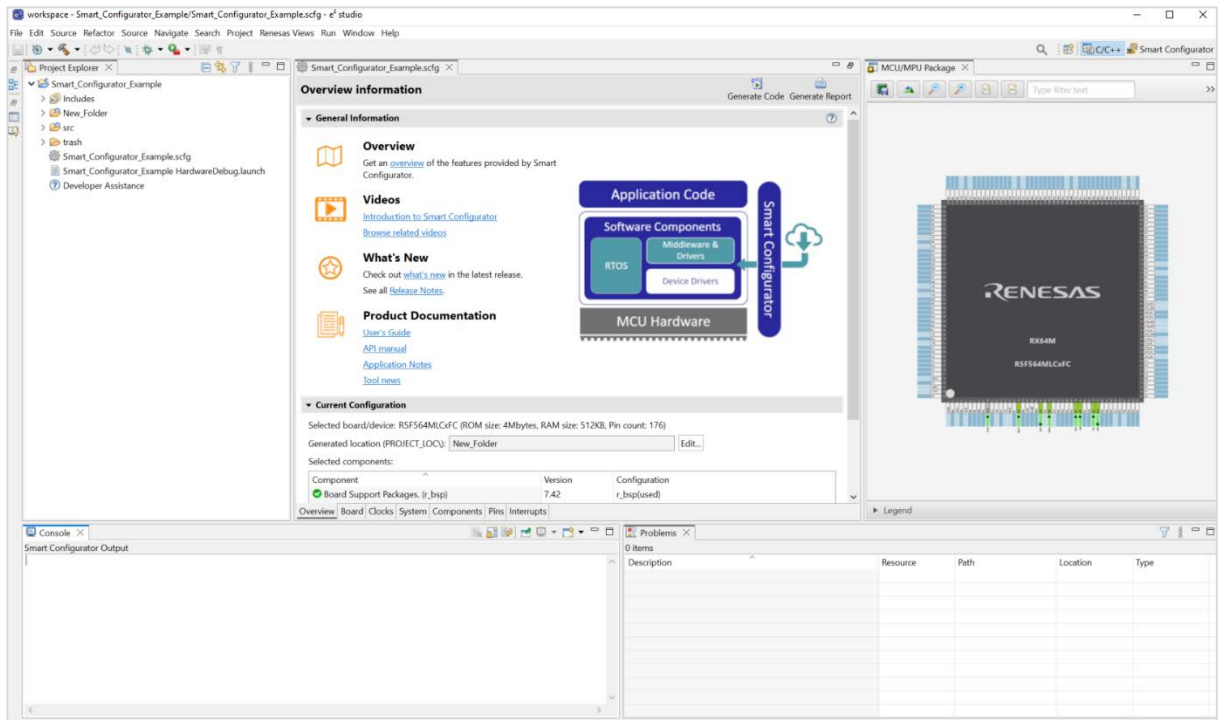 workspace - Smart_Configurator_Example/Smart_Configurator_Example.scfg - e² studio
File Edit Source Refactor Source Navigate Search Project Renesas Views Run Window Help
C/C++ Smart Configurator
Project Explorer
Smart_Configurator_Example
Includes
New_Folder
src
trash
Smart_Configurator_Example.scfg
Smart_Configurator_Example HardwareDebug.launch
Developer Assistance
Smart_Configurator_Example.scfg
Overview information
Generate Code Generate Report
General Information
Overview
Get an overview of the features provided by Smart
Configurator.
Videos
Introduction to Smart Configurator
Browse related videos
What's New
Check out what's new in the latest release.
See all Release Notes.
Product Documentation
User's Guide
API manual
Application Notes
Tool news
Application Code
Software Components
RTOS
Middleware &
Drivers
Device Drivers
MCU Hardware
Smart Configurator
Current Configuration
Selected board/device: R5F564MLCxFC (ROM size: 4Mbytes, RAM size: 512KB, Pin count: 176)
Generated location (PROJECT_LOC\): New_Folder Edit...
Selected components:
Component Version Configuration
Board Support Packages. (r_bsp) 7.42 r_bsp(used)
Overview Board Clocks System Components Pins Interrupts
MCU/MPU Package
Type filter text
RENESAS
RX64M
R5F564MLCxFC
Legend
Console
Smart Configurator Output
Problems
0 items
Description Resource Path Location Type